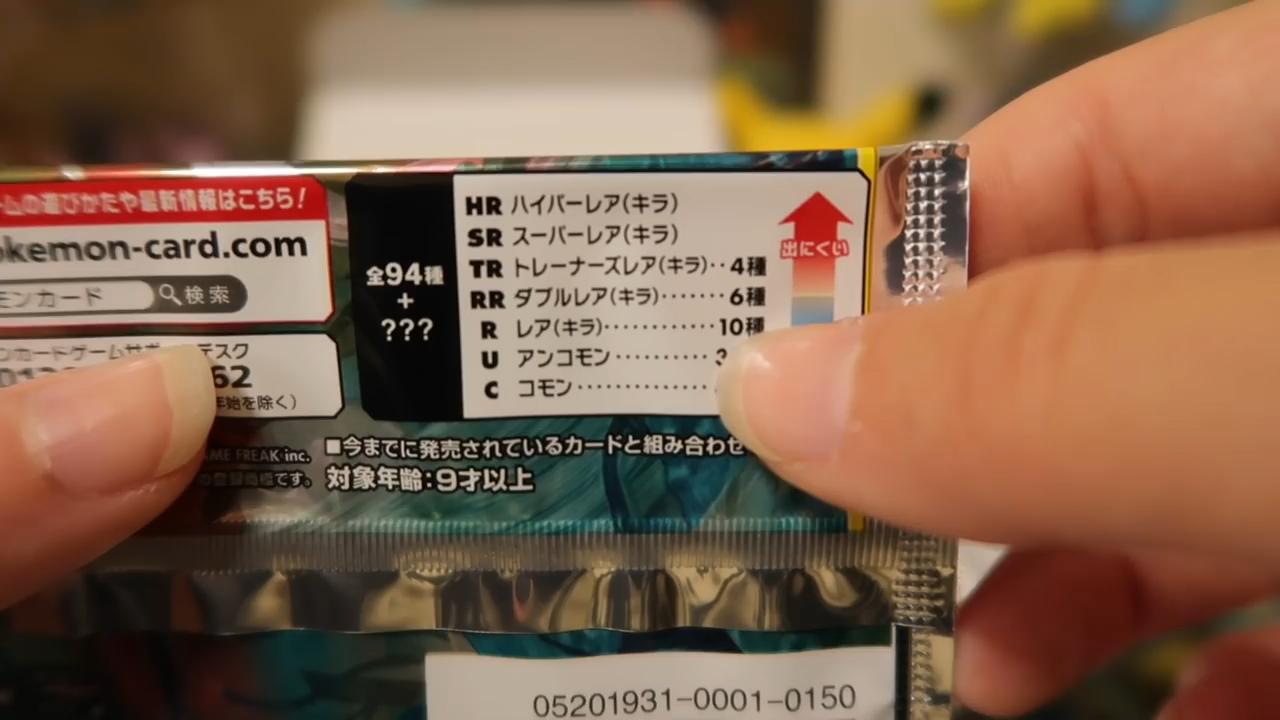 ムの遊びかたや最新情報はこちら!
okemon-card.com
モンカード 検索
ンカードゲームサポ デスク
62
年始を除く)
全94種
+
???
HR ハイパーレア(キラ)
SR スーパーレア(キラ)
TR トレーナーズレア(キラ)‥4種
RR ダブルレア(キラ)‥‥‥・6種
R レア(キラ)‥‥‥‥‥‥10種
U アンコモン‥‥‥‥‥3
C コモン‥‥‥‥‥‥‥
出にくい
AME FREAK inc.
の登録商標です。
■今までに発売されているカードと組み合わせ
対象年齢:9才以上
05201931-0001-0150